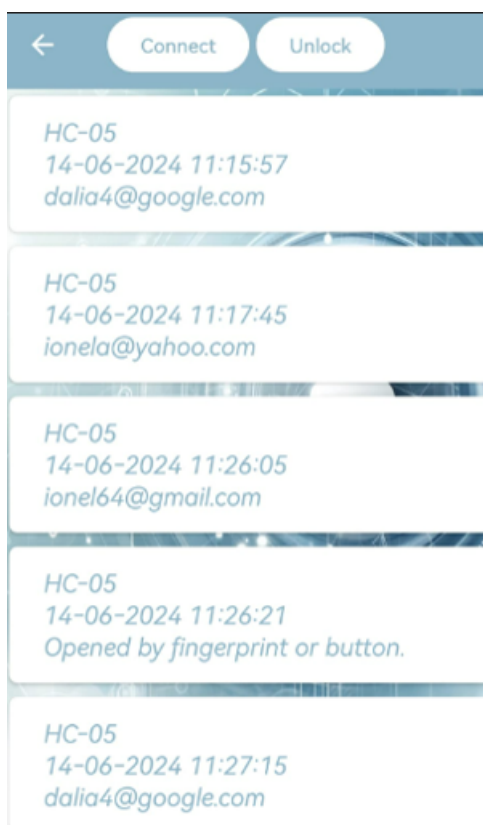 Connect
Unlock
HC-05
14-06-2024 11:15:57
dalia4@google.com
HC-05
14-06-2024 11:17:45
ionela@yahoo.com
HC-05
14-06-2024 11:26:05
ionel64@gmail.com
HC-05
14-06-2024 11:26:21
Opened by fingerprint or button.
HC-05
14-06-2024 11:27:15
dalia4@google.com